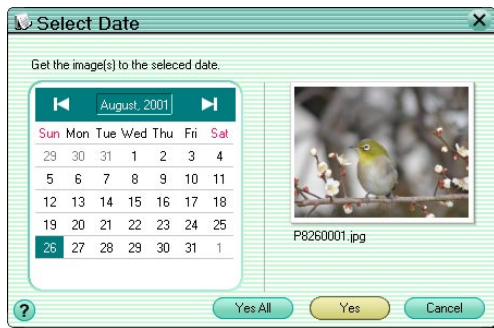 Select Date
Get the image(s) to the seleced date.
August, 2001
Sun Mon Tue Wed Thu Fri Sat
29 30 31 1 2 3 4
5 6 7 8 9 10 11
12 13 14 15 16 17 18
19 20 21 22 23 24 25
26 27 28 29 30 31 1
P8260001.jpg
? Yes All Yes Cancel